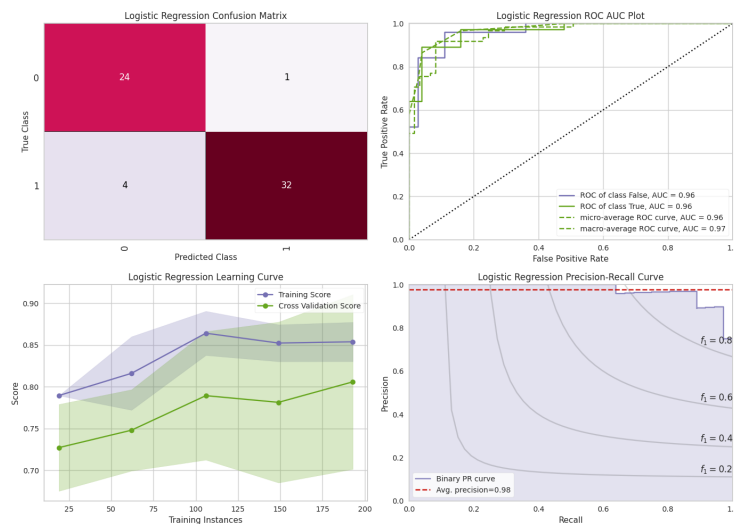 Logistic Regression Confusion Matrix
0
24
1
True Class
1
4
32
0
1
Predicted Class
Logistic Regression ROC AUC Plot
1.0
0.8
0.6
0.4
0.2
0.0
True Positive Rate
ROC of class False, AUC = 0.96
ROC of class True, AUC = 0.96
micro-average ROC curve, AUC = 0.96
macro-average ROC curve, AUC = 0.97
0.0
0.2
0.4
0.6
0.8
1.
False Positive Rate
Logistic Regression Learning Curve
Training Score
Cross Validation Score
0.90
0.85
0.80
0.75
0.70
Score
25
50
75
100
125
150
175
200
Training Instances
Logistic Regression Precision-Recall Curve
1.0
0.8
0.6
0.4
0.2
0.0
Precision
f₁ = 0.8
f₁ = 0.6
f₁ = 0.4
f₁ = 0.2
Binary PR curve
Avg. precision=0.98
0.0
0.2
0.4
0.6
0.8
1.
Recall